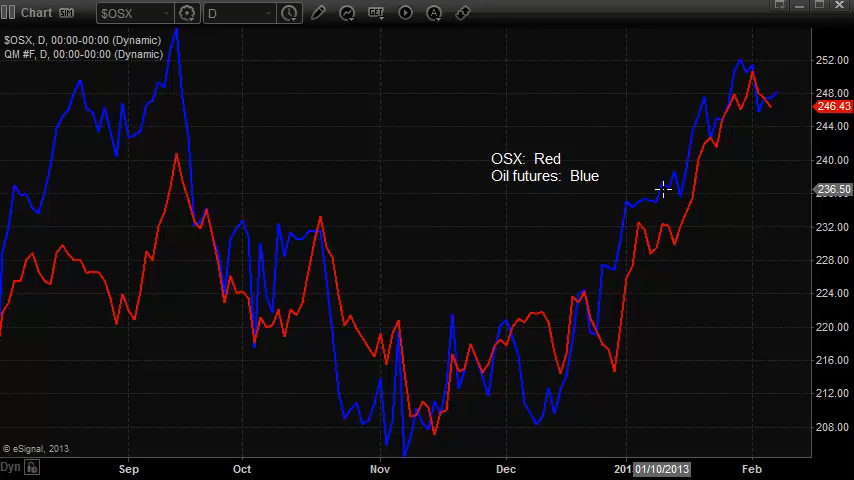 Chart SIM $OSX D GET A
$OSX, D, 00:00-00:00 (Dynamic)
QM #F, D, 00:00-00:00 (Dynamic)
OSX: Red
Oil futures: Blue
252.00
248.00
246.43
244.00
240.00
236.50
232.00
228.00
224.00
220.00
216.00
212.00
208.00
© eSignal, 2013
Dyn
Sep Oct Nov Dec 01/10/2013 Feb